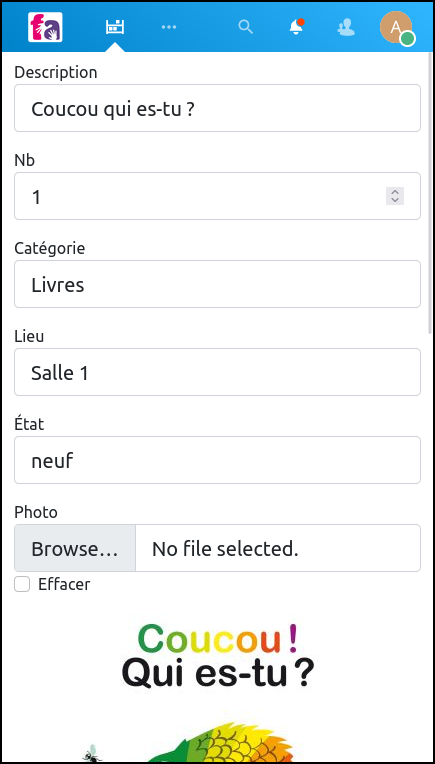 fa
A
Description
Coucou qui es-tu ?
Nb
1
Catégorie
Livres
Lieu
Salle 1
État
neuf
Photo
Browse… No file selected.
Effacer
Coucou !
Qui es-tu ?